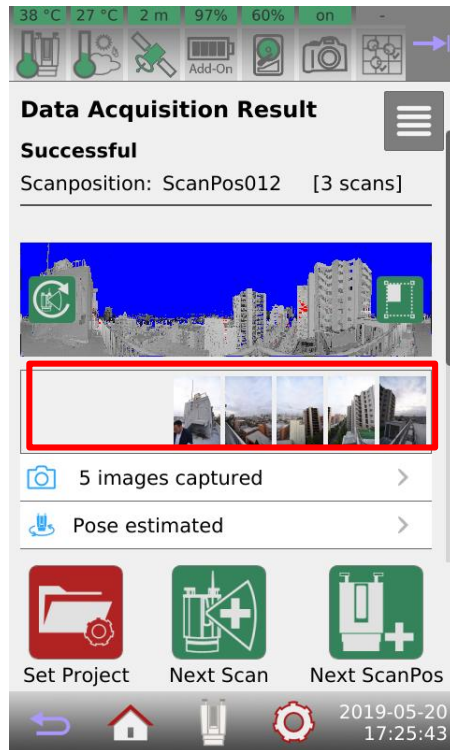 38 °C 27 °C 2 m 97% 60% on -
Add-On
Data Acquisition Result
Successful
Scanposition: ScanPos012 [3 scans]
5 images captured
Pose estimated
Set Project Next Scan Next ScanPos
2019-05-20
17:25:43